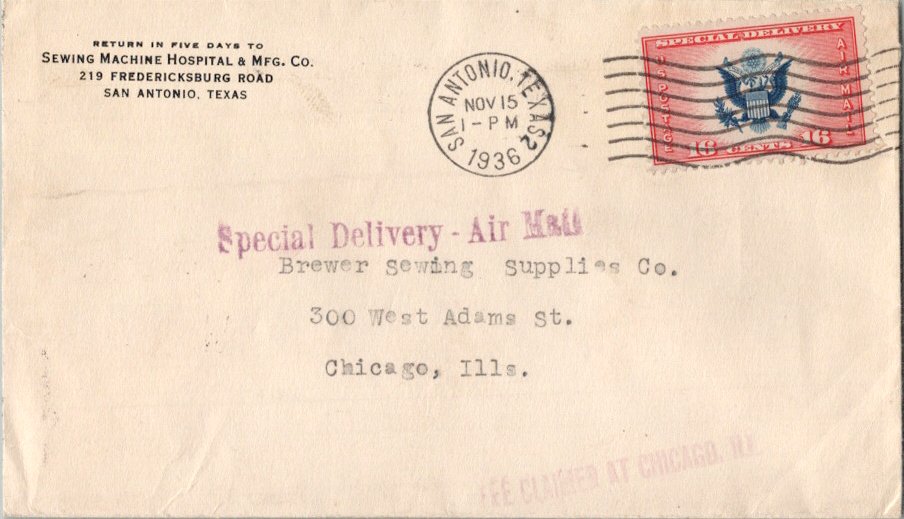 RETURN IN FIVE DAYS TO
SEWING MACHINE HOSPITAL & MFG. CO.
219 FREDERICKSBURG ROAD
SAN ANTONIO, TEXAS
SAN ANTONIO, TEXAS 2
NOV 15
1 - PM
1936
SPECIAL DELIVERY
U.S. POSTAGE
AIR MAIL
16 CENTS 16
Special Delivery - Air Mail
Brewer Sewing Supplies Co.
300 West Adams St.
Chicago, Ills.
FEE CLAIMED AT CHICAGO, ILL.